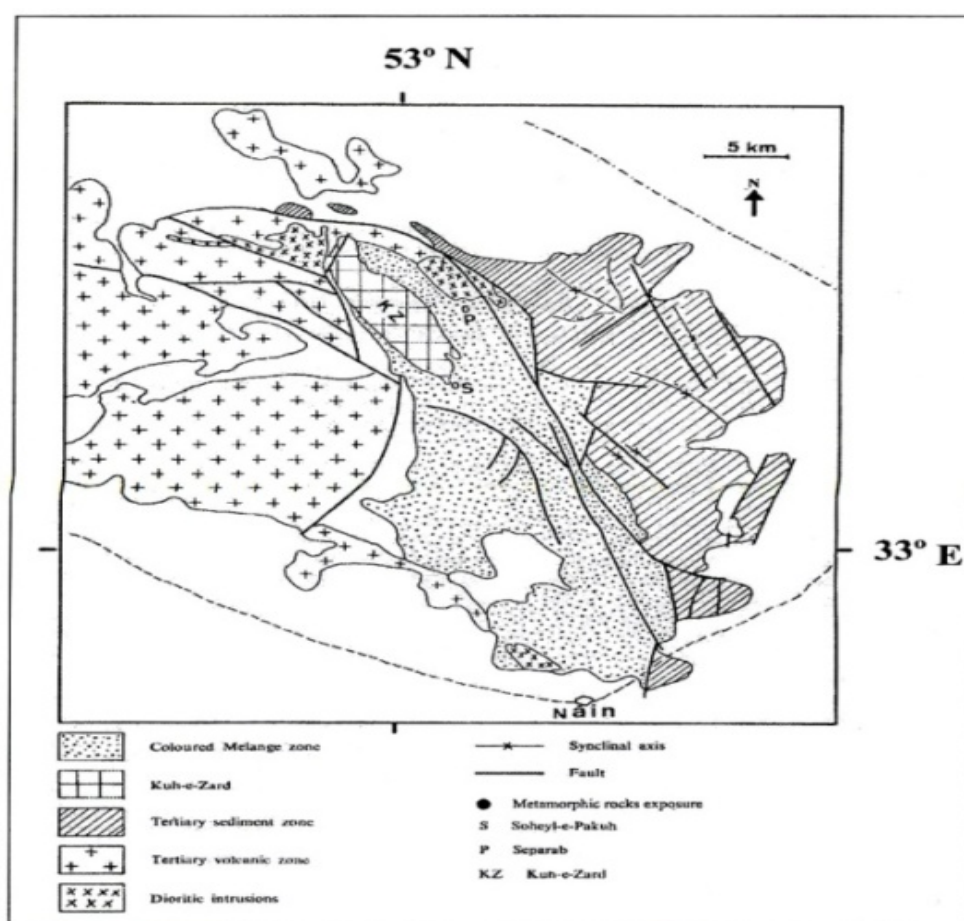 53° N
5 km
N
KZ
P
S
33° E
Nain
Coloured Melange zone
Kuh-e-Zard
Tertiary sediment zone
Tertiary volcanic zone
Dioritic intrusions
Synclinal axis
Fault
Metamorphic rocks exposure
S Soheyl-e-Pakuh
P Separab
KZ Kun-e-Zard